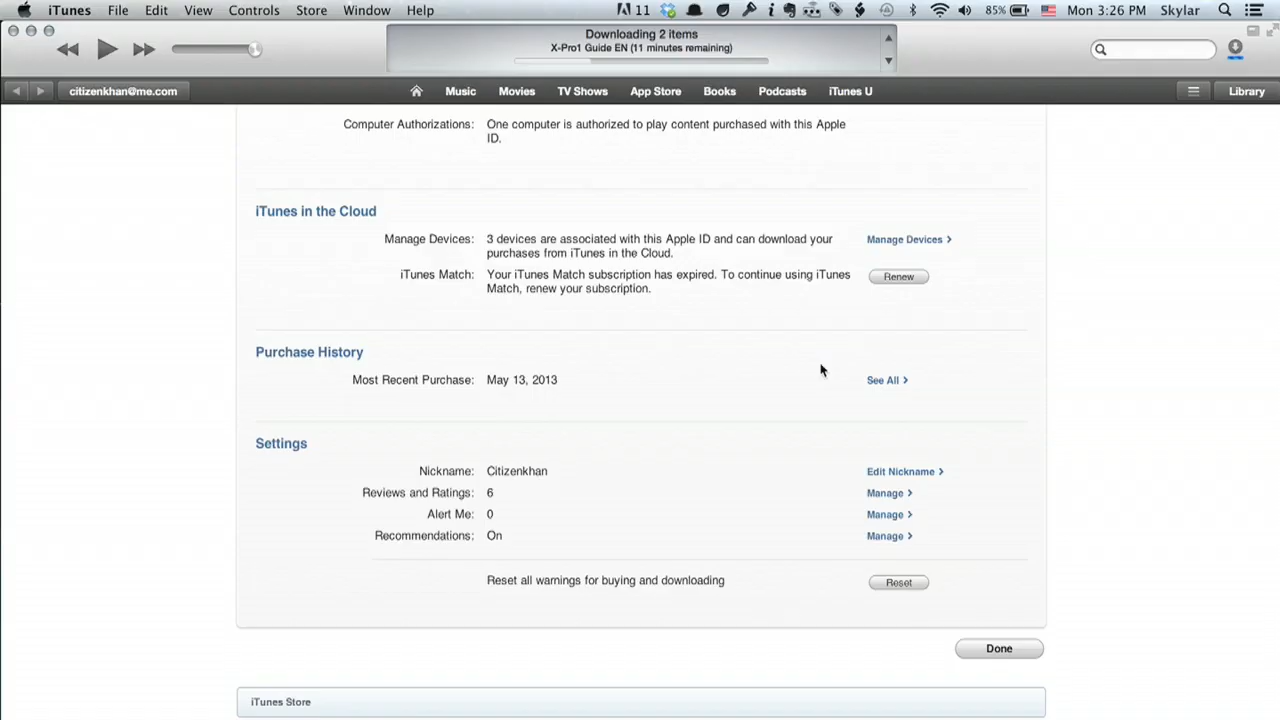 iTunes File Edit View Controls Store Window Help 11 85% Mon 3:26 PM Skylar
Downloading 2 items
X-Pro1 Guide EN (11 minutes remaining)
citizenkhan@me.com Music Movies TV Shows App Store Books Podcasts iTunes U Library
Computer Authorizations: One computer is authorized to play content purchased with this Apple
ID.
iTunes in the Cloud
Manage Devices: 3 devices are associated with this Apple ID and can download your Manage Devices >
purchases from iTunes in the Cloud.
iTunes Match: Your iTunes Match subscription has expired. To continue using iTunes Renew
Match, renew your subscription.
Purchase History
Most Recent Purchase: May 13, 2013 See All >
Settings
Nickname: Citizenkhan Edit Nickname >
Reviews and Ratings: 6 Manage >
Alert Me: 0 Manage >
Recommendations: On Manage >
Reset all warnings for buying and downloading Reset
Done
iTunes Store